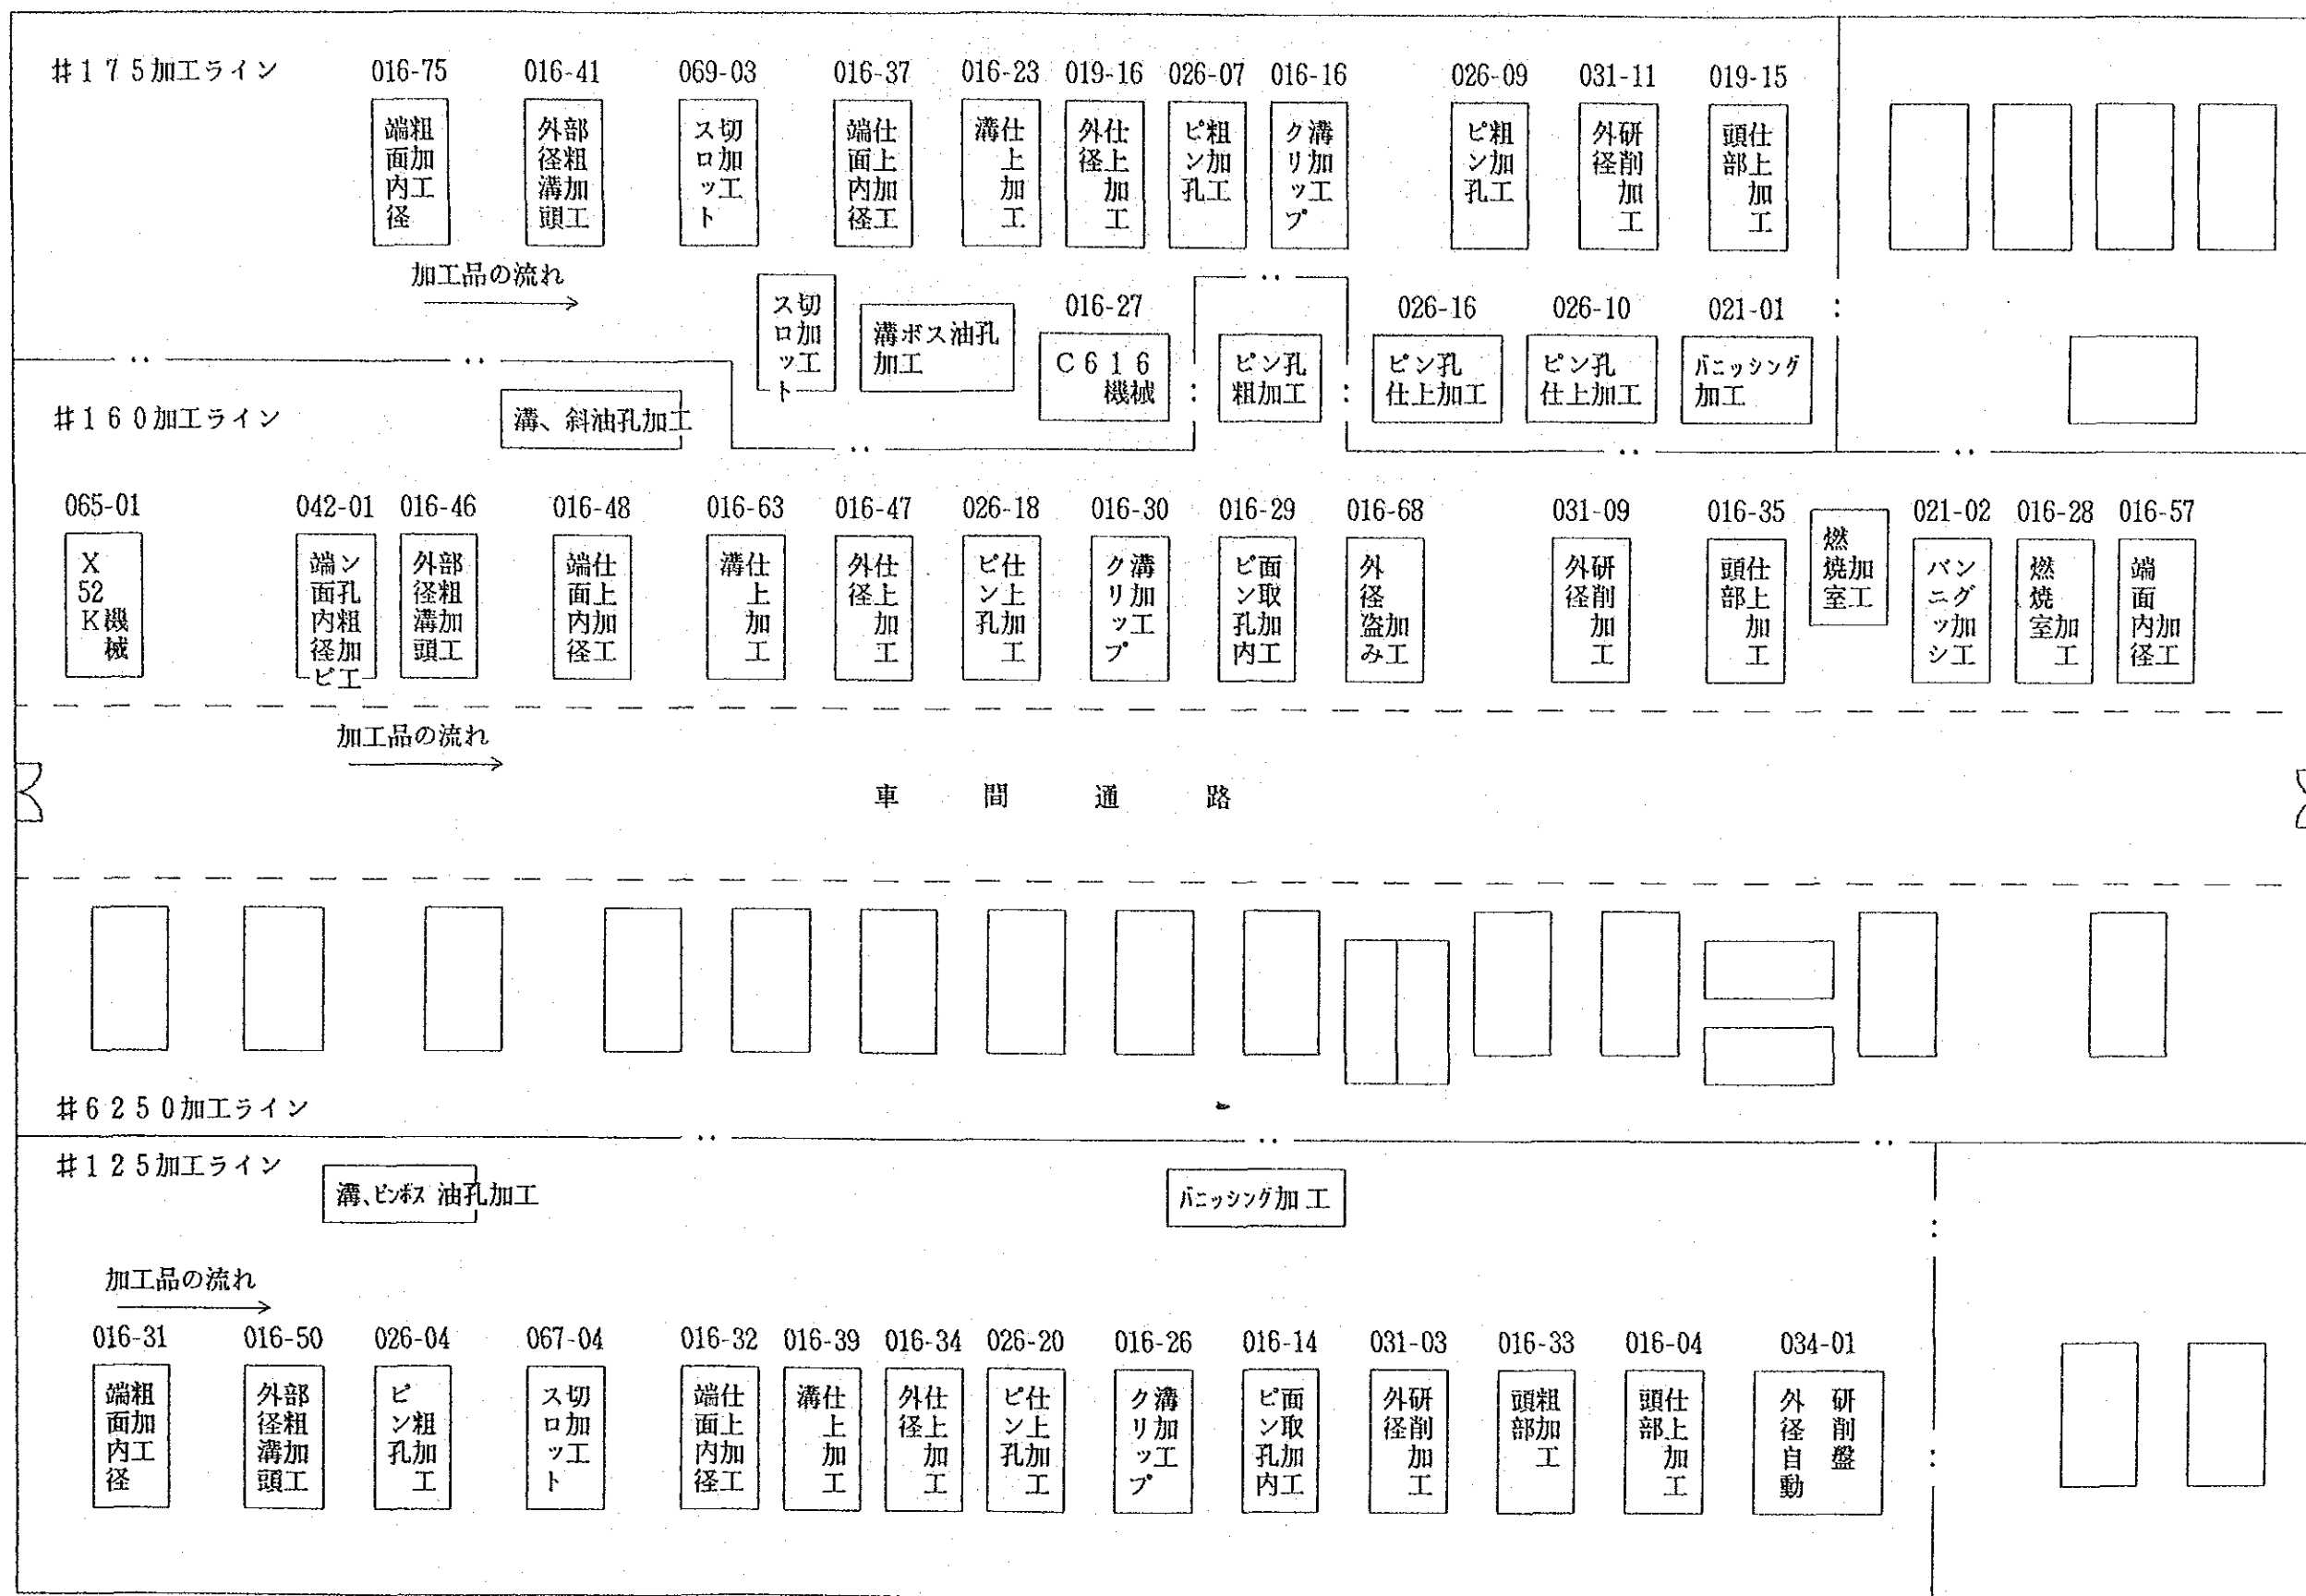 ＃１７５加工ライン
016-75
016-41
069-03
016-37
016-23
019-16
026-07
016-16
026-09
031-11
019-15
端面内径
粗加工
外径溝頭
部粗加工
スロット
切加工
端面内径
仕上加工
溝
仕上加工
外径
仕上加工
ピン孔
粗加工
クリップ
溝加工
ピン孔
粗加工
外径
研削加工
頭部
仕上加工
加工品の流れ
スロット
切加工
溝ボス油孔
加工
016-27
Ｃ６１６
機械
ピン孔
粗加工
026-16
ピン孔
仕上加工
026-10
ピン孔
仕上加工
021-01
バニッシング
加工
＃１６０加工ライン
溝、斜油孔加工
065-01
042-01
016-46
016-48
016-63
016-47
026-18
016-30
016-29
016-68
031-09
016-35
021-02
016-28
016-57
X52K
機械
端面内径ピ
ン孔粗加工
外径溝頭
部粗加工
端面内径
仕上加工
溝
仕上加工
外径
仕上加工
ピン孔
仕上加工
クリップ
溝加工
ピン孔内
面取加工
外径盗み
加工
外径
研削加工
頭部
仕上加工
燃焼室
加工
バニッシ
ング加工
燃焼室
加工
端面内径
加工
加工品の流れ
車間通路
＃６２５０加工ライン
＃１２５加工ライン
溝、ピンボス 油孔加工
バニッシング加工
加工品の流れ
016-31
016-50
026-04
067-04
016-32
016-39
016-34
026-20
016-26
016-14
031-03
016-33
016-04
034-01
端面内径
粗加工
外径溝頭
部粗加工
ピン孔
粗加工
スロット
切加工
端面内径
仕上加工
溝
仕上加工
外径
仕上加工
ピン孔
仕上加工
クリップ
溝加工
ピン孔内
面取加工
外径
研削加工
頭部
粗加工
頭部
仕上加工
外径自動
研削盤